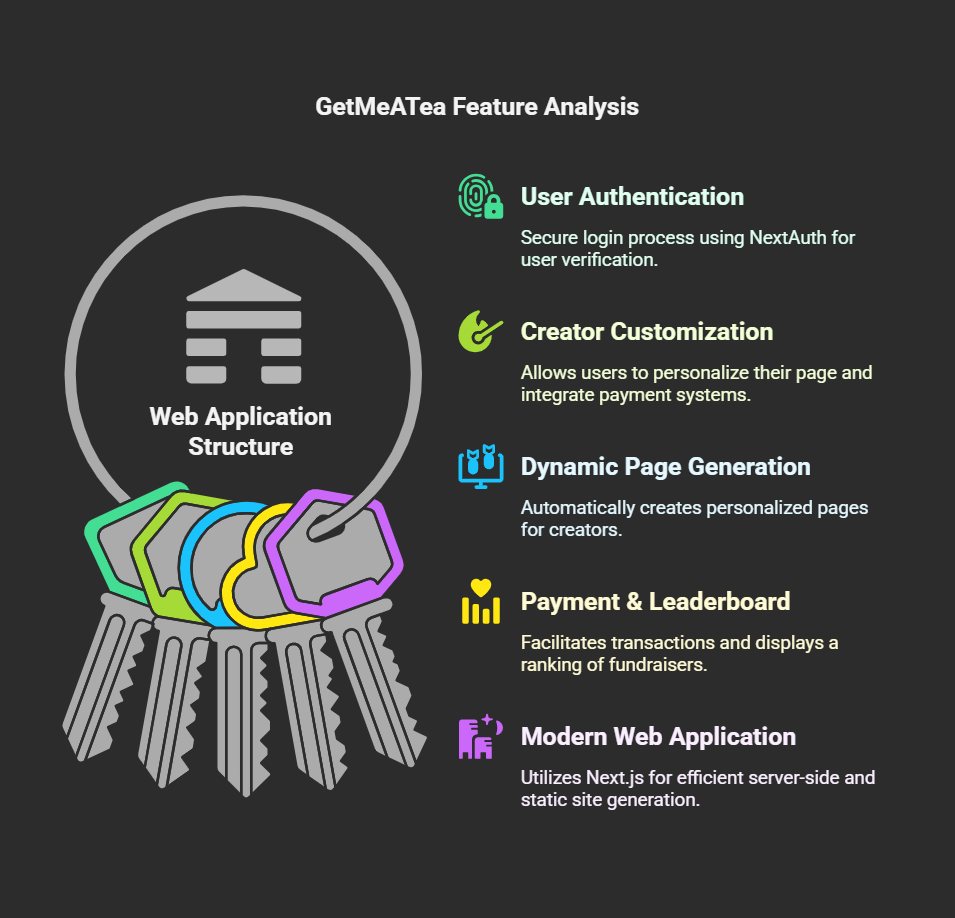 GetMeATea Feature Analysis
Web Application
Structure
User Authentication
Secure login process using NextAuth for
user verification.
Creator Customization
Allows users to personalize their page and
integrate payment systems.
Dynamic Page Generation
Automatically creates personalized pages
for creators.
Payment & Leaderboard
Facilitates transactions and displays a
ranking of fundraisers.
Modern Web Application
Utilizes Next.js for efficient server-side and
static site generation.